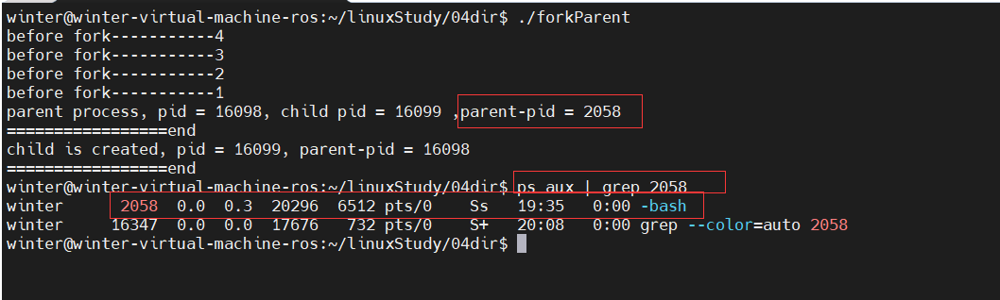 winter@winter-virtual-machine-ros:~/linuxStudy/04dir$ ./forkParent
before fork-----------4
before fork-----------3
before fork-----------2
before fork-----------1
parent process, pid = 16098, child pid = 16099 ,parent-pid = 2058
=================end
child is created, pid = 16099, parent-pid = 16098
=================end
winter@winter-virtual-machine-ros:~/linuxStudy/04dir$ ps aux | grep 2058
winter      2058  0.0  0.3  20296  6512 pts/0    Ss   19:35   0:00 -bash
winter     16347  0.0  0.0  17676   732 pts/0    S+   20:08   0:00 grep --color=auto 2058
winter@winter-virtual-machine-ros:~/linuxStudy/04dir$